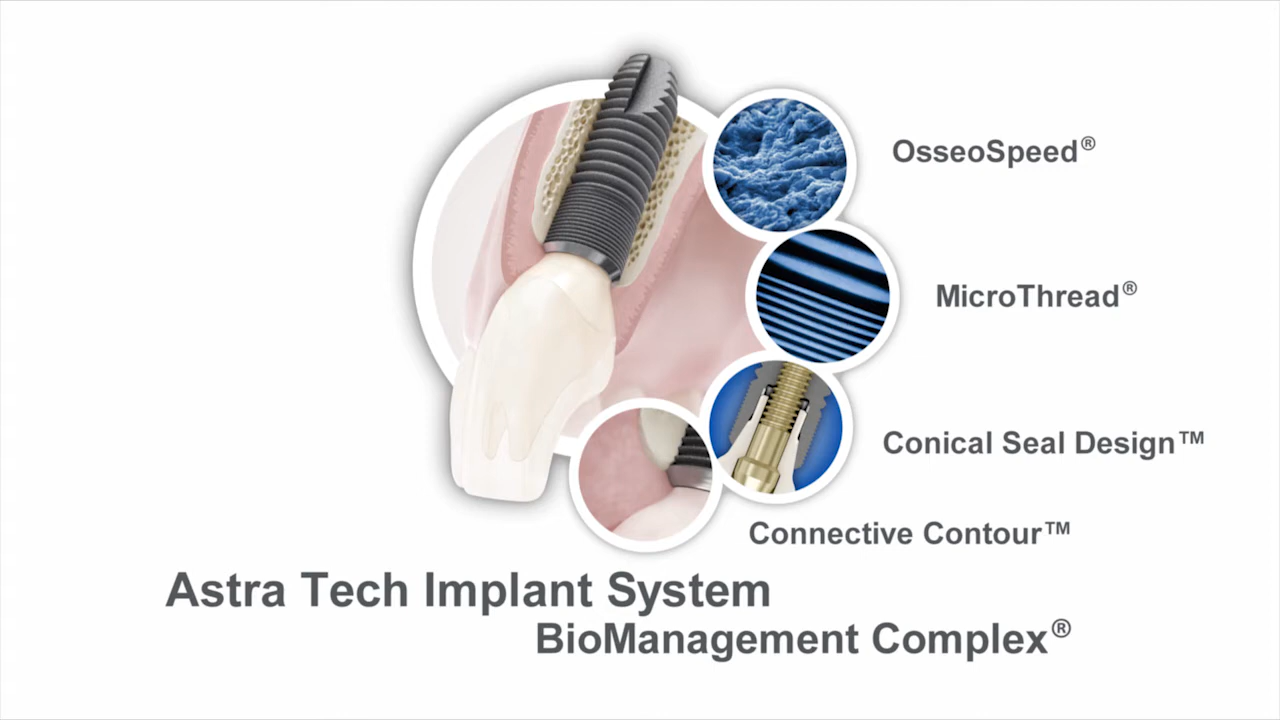 OsseoSpeed®
MicroThread®
Conical Seal Design™
Connective Contour™
Astra Tech Implant System
BioManagement Complex®